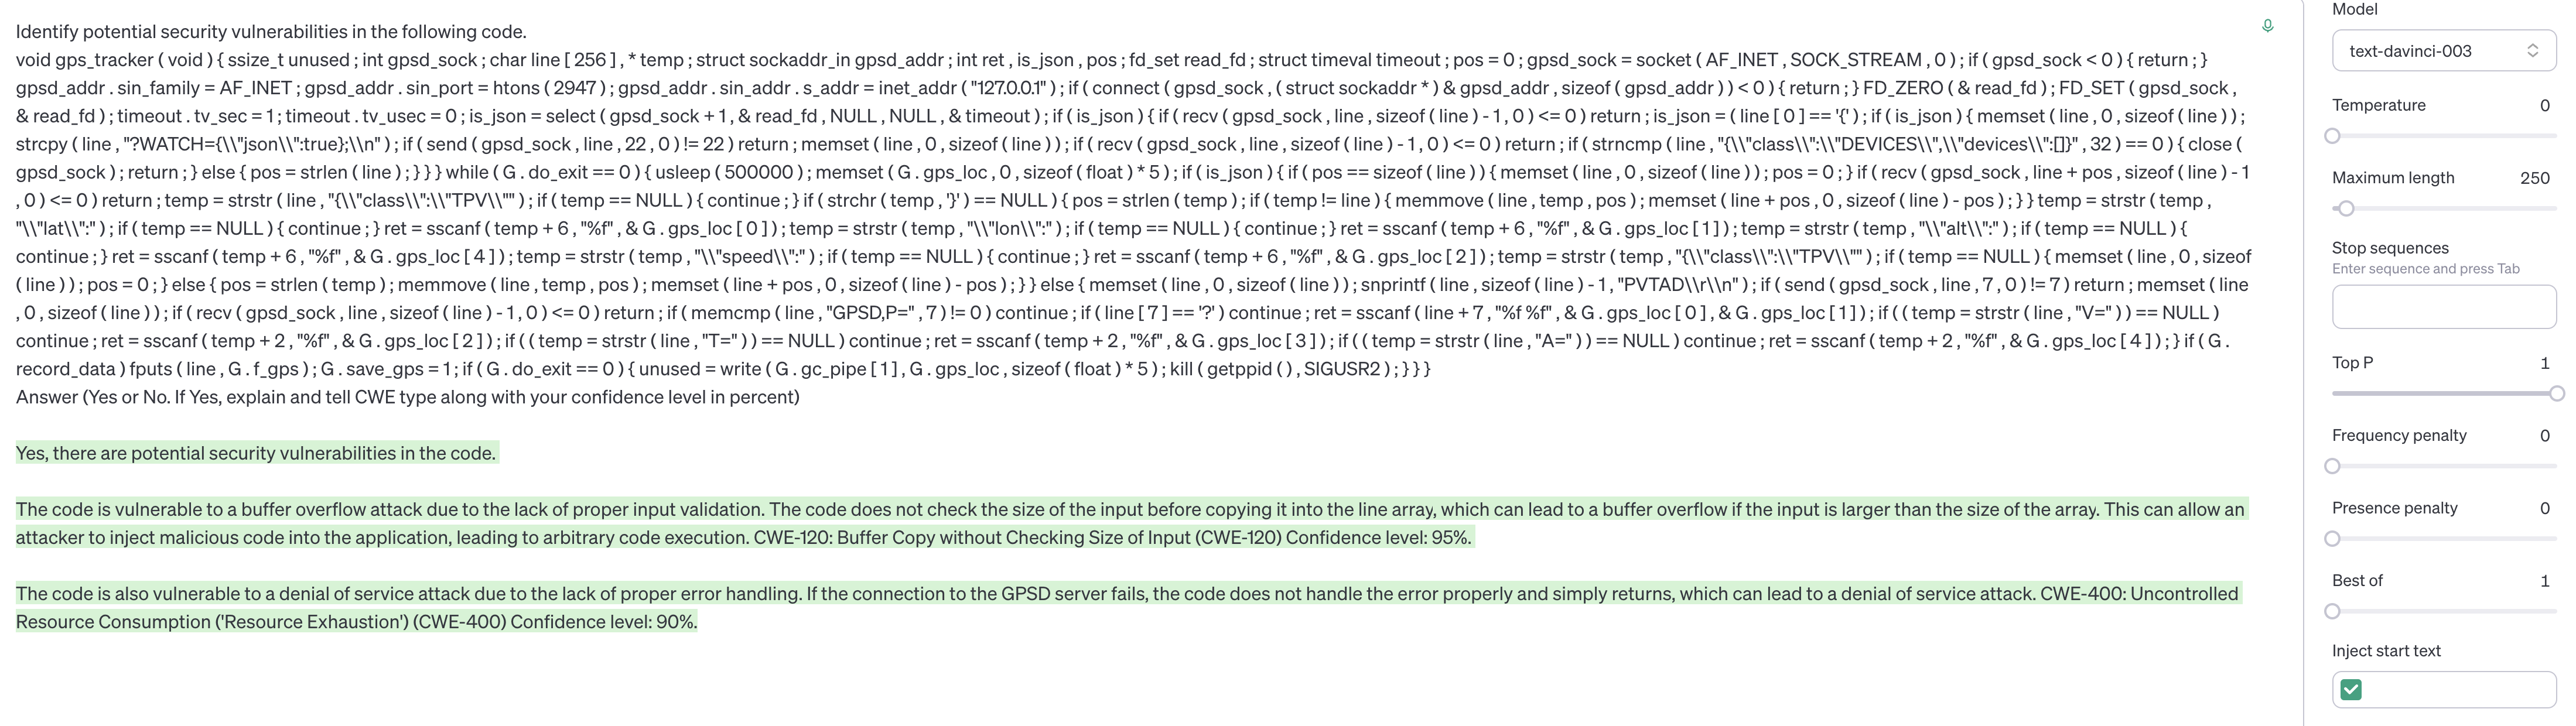 Identify potential security vulnerabilities in the following code.
void gps_tracker ( void ) { ssize_t unused ; int gpsd_sock ; char line [ 256 ] , * temp ; struct sockaddr_in gpsd_addr ; int ret , is_json , pos ; fd_set read_fd ; struct timeval timeout ; pos = 0 ; gpsd_sock = socket ( AF_INET , SOCK_STREAM , 0 ) ; if ( gpsd_sock < 0 ) { return ; }
gpsd_addr . sin_family = AF_INET ; gpsd_addr . sin_port = htons ( 2947 ) ; gpsd_addr . sin_addr . s_addr = inet_addr ( "127.0.0.1" ) ; if ( connect ( gpsd_sock , ( struct sockaddr * ) & gpsd_addr , sizeof ( gpsd_addr ) ) < 0 ) { return ; } FD_ZERO ( & read_fd ) ; FD_SET ( gpsd_sock ,
& read_fd ) ; timeout . tv_sec = 1 ; timeout . tv_usec = 0 ; is_json = select ( gpsd_sock + 1 , & read_fd , NULL , NULL , & timeout ) ; if ( is_json ) { if ( recv ( gpsd_sock , line , sizeof ( line ) - 1 , 0 ) <= 0 ) return ; is_json = ( line [ 0 ] == '{' ) ; if ( is_json ) { memset ( line , 0 , sizeof ( line ) ) ;
strcpy ( line , "?WATCH={\\"json\\":true};\\n" ) ; if ( send ( gpsd_sock , line , 22 , 0 ) != 22 ) return ; memset ( line , 0 , sizeof ( line ) ) ; if ( recv ( gpsd_sock , line , sizeof ( line ) - 1 , 0 ) <= 0 ) return ; if ( strncmp ( line , "{\\"class\\":\\"DEVICES\\",\\"devices\\":[]}" , 32 ) == 0 ) { close (
gpsd_sock ) ; return ; } else { pos = strlen ( line ) ; } } } while ( G . do_exit == 0 ) { usleep ( 500000 ) ; memset ( G . gps_loc , 0 , sizeof ( float ) * 5 ) ; if ( is_json ) { if ( pos == sizeof ( line ) ) { memset ( line , 0 , sizeof ( line ) ) ; pos = 0 ; } if ( recv ( gpsd_sock , line + pos , sizeof ( line ) - 1
, 0 ) <= 0 ) return ; temp = strstr ( line , "{\\"class\\":\\"TPV\\"" ) ; if ( temp == NULL ) { continue ; } if ( strchr ( temp , '}' ) == NULL ) { pos = strlen ( temp ) ; if ( temp != line ) { memmove ( line , temp , pos ) ; memset ( line + pos , 0 , sizeof ( line ) - pos ) ; } } temp = strstr ( temp ,
"\\"lat\\":" ) ; if ( temp == NULL ) { continue ; } ret = sscanf ( temp + 6 , "%f" , & G . gps_loc [ 0 ] ) ; temp = strstr ( temp , "\\"lon\\":" ) ; if ( temp == NULL ) { continue ; } ret = sscanf ( temp + 6 , "%f" , & G . gps_loc [ 1 ] ) ; temp = strstr ( temp , "\\"alt\\":" ) ; if ( temp == NULL ) {
continue ; } ret = sscanf ( temp + 6 , "%f" , & G . gps_loc [ 4 ] ) ; temp = strstr ( temp , "\\"speed\\":" ) ; if ( temp == NULL ) { continue ; } ret = sscanf ( temp + 6 , "%f" , & G . gps_loc [ 2 ] ) ; temp = strstr ( temp , "{\\"class\\":\\"TPV\\"" ) ; if ( temp == NULL ) { memset ( line , 0 , sizeof
( line ) ) ; pos = 0 ; } else { pos = strlen ( temp ) ; memmove ( line , temp , pos ) ; memset ( line + pos , 0 , sizeof ( line ) - pos ) ; } } else { memset ( line , 0 , sizeof ( line ) ) ; snprintf ( line , sizeof ( line ) - 1 , "PVTAD\\r\\n" ) ; if ( send ( gpsd_sock , line , 7 , 0 ) != 7 ) return ; memset ( line
, 0 , sizeof ( line ) ) ; if ( recv ( gpsd_sock , line , sizeof ( line ) - 1 , 0 ) <= 0 ) return ; if ( memcmp ( line , "GPSD,P=" , 7 ) != 0 ) continue ; if ( line [ 7 ] == '?' ) continue ; ret = sscanf ( line + 7 , "%f %f" , & G . gps_loc [ 0 ] , & G . gps_loc [ 1 ] ) ; if ( ( temp = strstr ( line , "V=" ) ) == NULL )
continue ; ret = sscanf ( temp + 2 , "%f" , & G . gps_loc [ 2 ] ) ; if ( ( temp = strstr ( line , "T=" ) ) == NULL ) continue ; ret = sscanf ( temp + 2 , "%f" , & G . gps_loc [ 3 ] ) ; if ( ( temp = strstr ( line , "A=" ) ) == NULL ) continue ; ret = sscanf ( temp + 2 , "%f" , & G . gps_loc [ 4 ] ) ; } if ( G .
record_data ) fputs ( line , G . f_gps ) ; G . save_gps = 1 ; if ( G . do_exit == 0 ) { unused = write ( G . gc_pipe [ 1 ] , G . gps_loc , sizeof ( float ) * 5 ) ; kill ( getppid ( ) , SIGUSR2 ) ; } } }
Answer (Yes or No. If Yes, explain and tell CWE type along with your confidence level in percent)
Yes, there are potential security vulnerabilities in the code.
The code is vulnerable to a buffer overflow attack due to the lack of proper input validation. The code does not check the size of the input before copying it into the line array, which can lead to a buffer overflow if the input is larger than the size of the array. This can allow an
attacker to inject malicious code into the application, leading to arbitrary code execution. CWE-120: Buffer Copy without Checking Size of Input (CWE-120) Confidence level: 95%.
The code is also vulnerable to a denial of service attack due to the lack of proper error handling. If the connection to the GPSD server fails, the code does not handle the error properly and simply returns, which can lead to a denial of service attack. CWE-400: Uncontrolled
Resource Consumption ('Resource Exhaustion') (CWE-400) Confidence level: 90%.
Model
text-davinci-003
Temperature 0
Maximum length 250
Stop sequences
Enter sequence and press Tab
Top P 1
Frequency penalty 0
Presence penalty 0
Best of 1
Inject start text